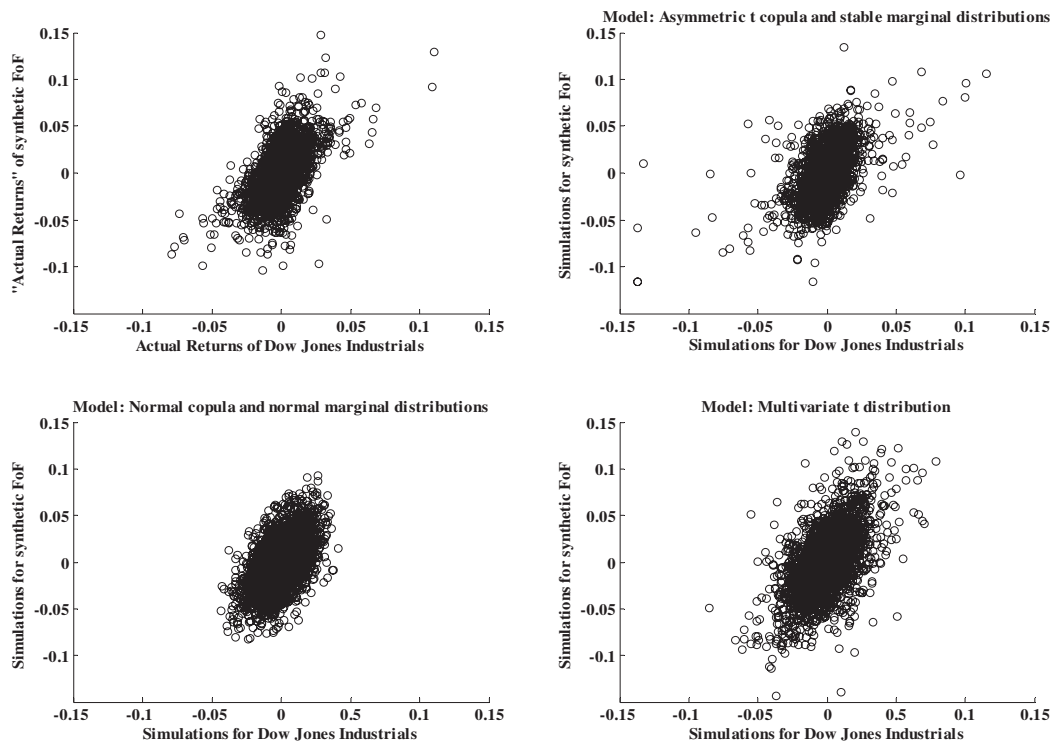 0.15
0.1
0.05
0
-0.05
-0.1
-0.15 -0.1 -0.05 0 0.05 0.1 0.15
"Actual Returns" of synthetic FoF
Actual Returns of Dow Jones Industrials
Model: Asymmetric t copula and stable marginal distributions
0.15
0.1
0.05
0
-0.05
-0.1
-0.15 -0.1 -0.05 0 0.05 0.1 0.15
Simulations for synthetic FoF
Simulations for Dow Jones Industrials
Model: Normal copula and normal marginal distributions
0.15
0.1
0.05
0
-0.05
-0.1
-0.15 -0.1 -0.05 0 0.5 0.1 0.15
Simulations for synthetic FoF
Simulations for Dow Jones Industrials
Model: Multivariate t distribution
0.15
0.1
0.05
0
-0.05
-0.1
-0.15 -0.1 -0.05 0 0.05 0.1 0.15
Simulations for synthetic FoF
Simulations for Dow Jones Industrials